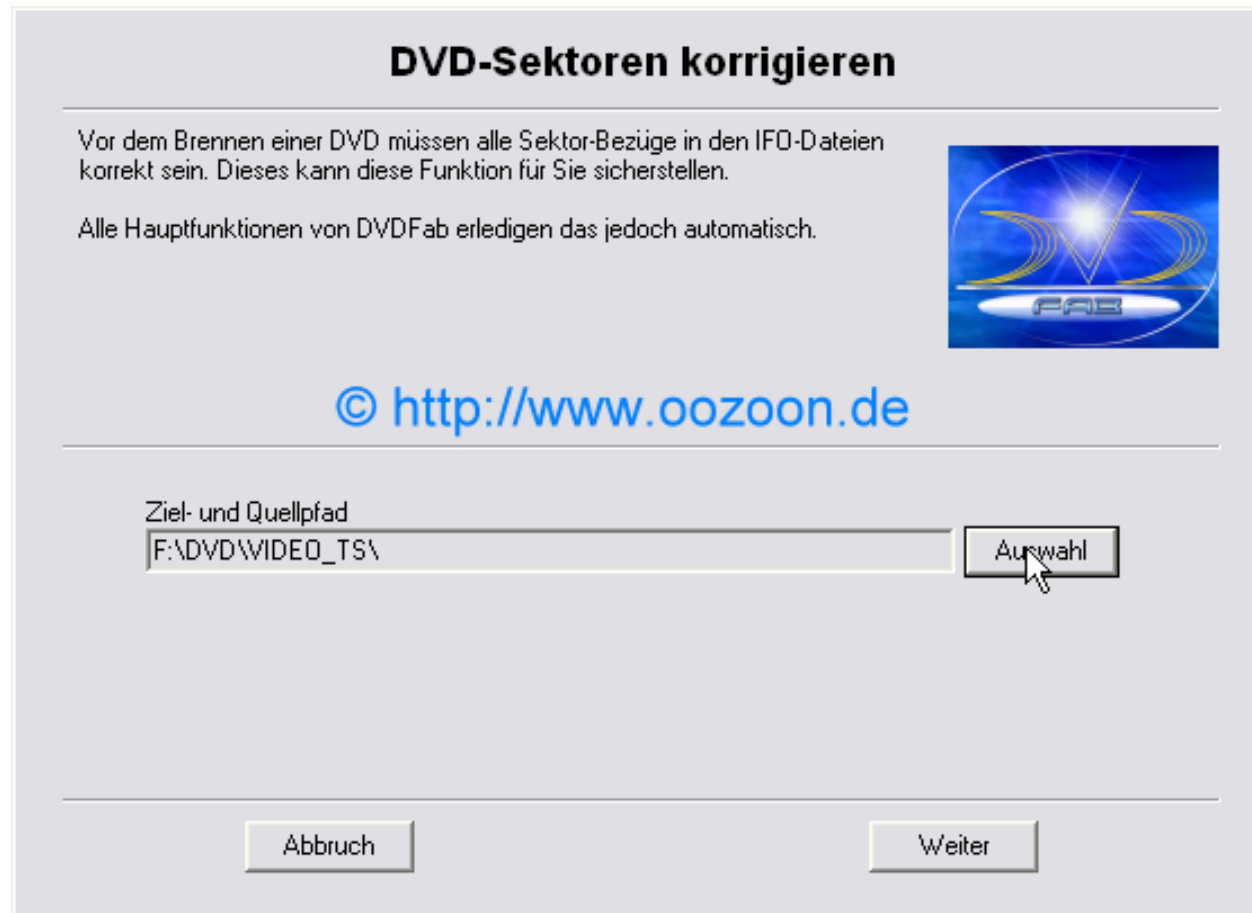 DVD-Sektoren korrigieren
Vor dem Brennen einer DVD müssen alle Sektor-Bezüge in den IFO-Dateien
korrekt sein. Dieses kann diese Funktion für Sie sicherstellen.
Alle Hauptfunktionen von DVDFab erledigen das jedoch automatisch.
DVD
FAB
© http://www.oozoon.de
Ziel- und Quellpfad
F:\DVD\VIDEO_TS\
Auswahl
Abbruch
Weiter